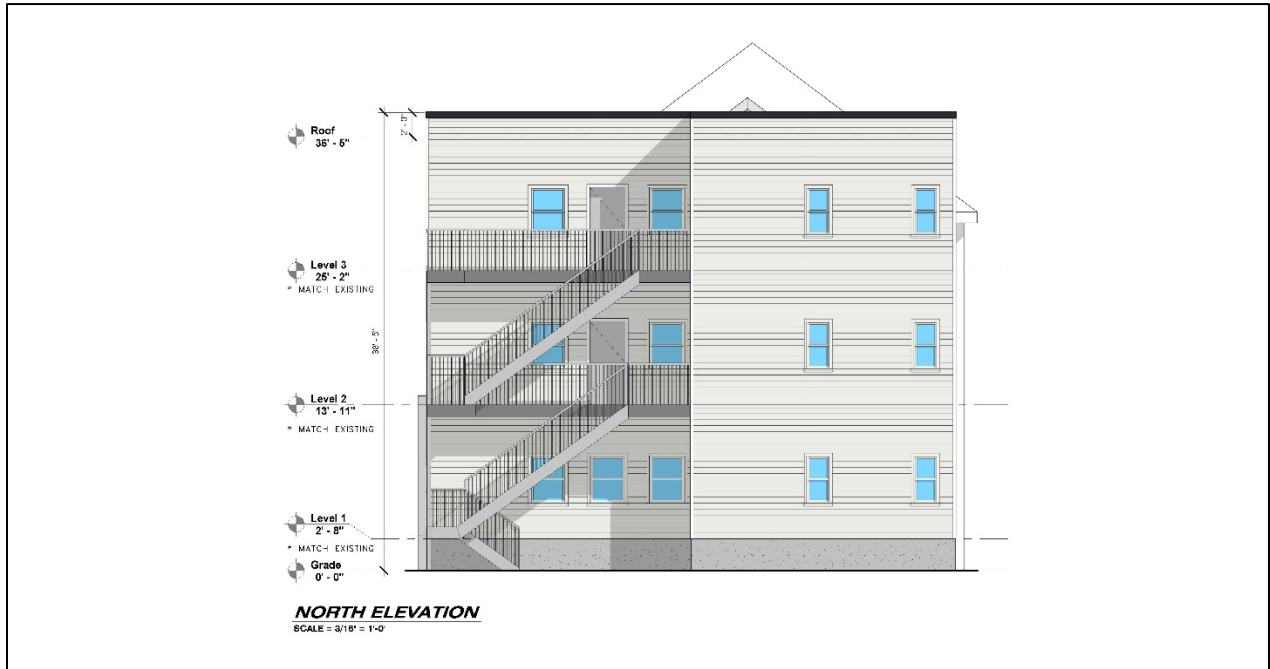 Roof
36' - 5"
2' - 0"
Level 3
25' - 2"
* MATCH EXISTING
38' - 5"
Level 2
13' - 11"
* MATCH EXISTING
Level 1
2' - 8"
* MATCH EXISTING
Grade
0' - 0"
NORTH ELEVATION
SCALE = 3/16" = 1'-0'